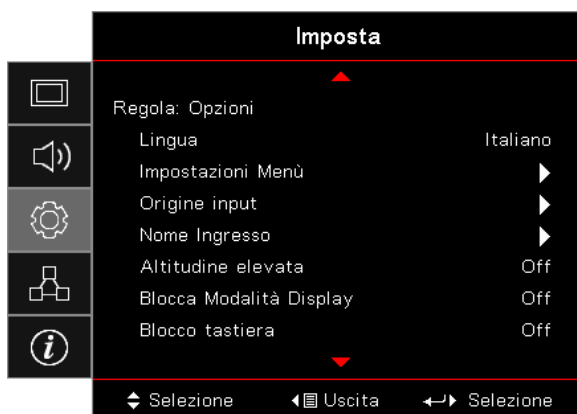 Imposta
Regola: Opzioni
Lingua Italiano
Impostazioni Menù
Origine input
Nome Ingresso
Altitudine elevata Off
Blocca Modalità Display Off
Blocco tastiera Off
Selezione Uscita Selezione